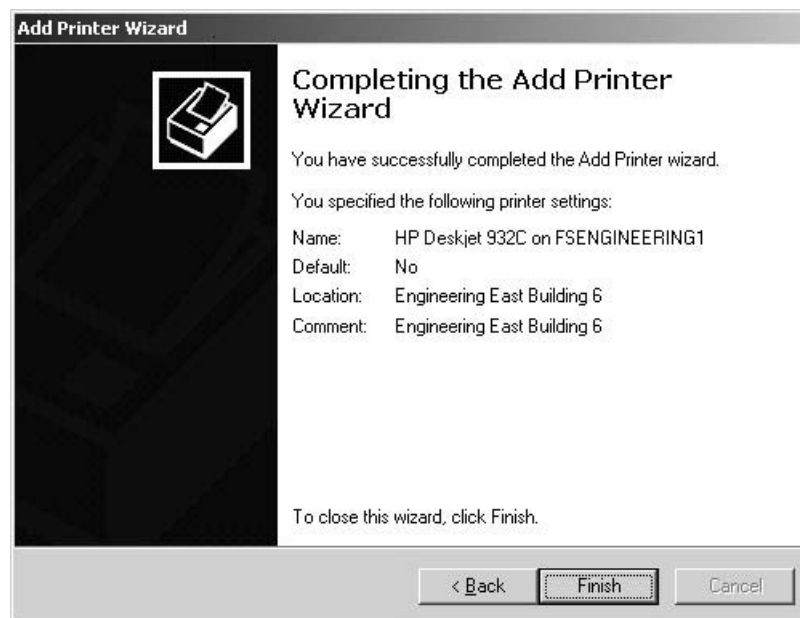 Add Printer Wizard
Completing the Add Printer
Wizard
You have successfully completed the Add Printer wizard.
You specified the following printer settings:
Name: HP Deskjet 932C on FSENGINEERING1
Default: No
Location: Engineering East Building 6
Comment: Engineering East Building 6
To close this wizard, click Finish.
< Back Finish Cancel